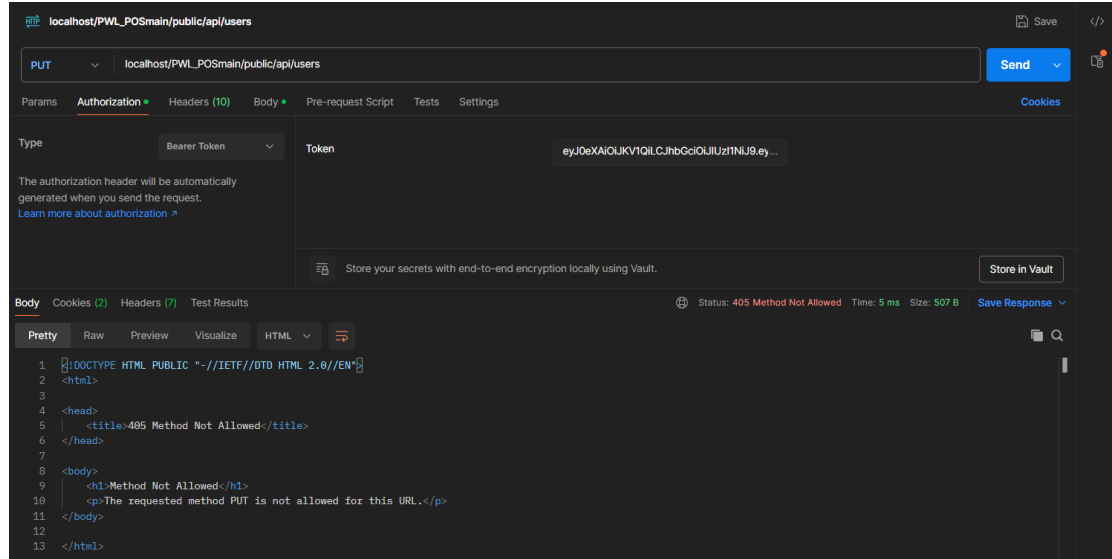 HTTP localhost/PWL_POSmain/public/api/users Save
PUT localhost/PWL_POSmain/public/api/users Send
Params Authorization Headers (10) Body Pre-request Script Tests Settings Cookies
Type Bearer Token
The authorization header will be automatically
generated when you send the request.
Learn more about authorization ↗
Token eyJ0eXAiOiJKV1QiLCJhbGciOiJIUzI1NiJ9.ey...
Store your secrets with end-to-end encryption locally using Vault. Store in Vault
Body Cookies (2) Headers (7) Test Results Status: 405 Method Not Allowed Time: 5 ms Size: 507 B Save Response
Pretty Raw Preview Visualize HTML
1 <!DOCTYPE HTML PUBLIC "-//IETF//DTD HTML 2.0//EN">
2 <html>
3
4 <head>
5 <title>405 Method Not Allowed</title>
6 </head>
7
8 <body>
9 <h1>Method Not Allowed</h1>
10 <p>The requested method PUT is not allowed for this URL.</p>
11 </body>
12
13 </html>